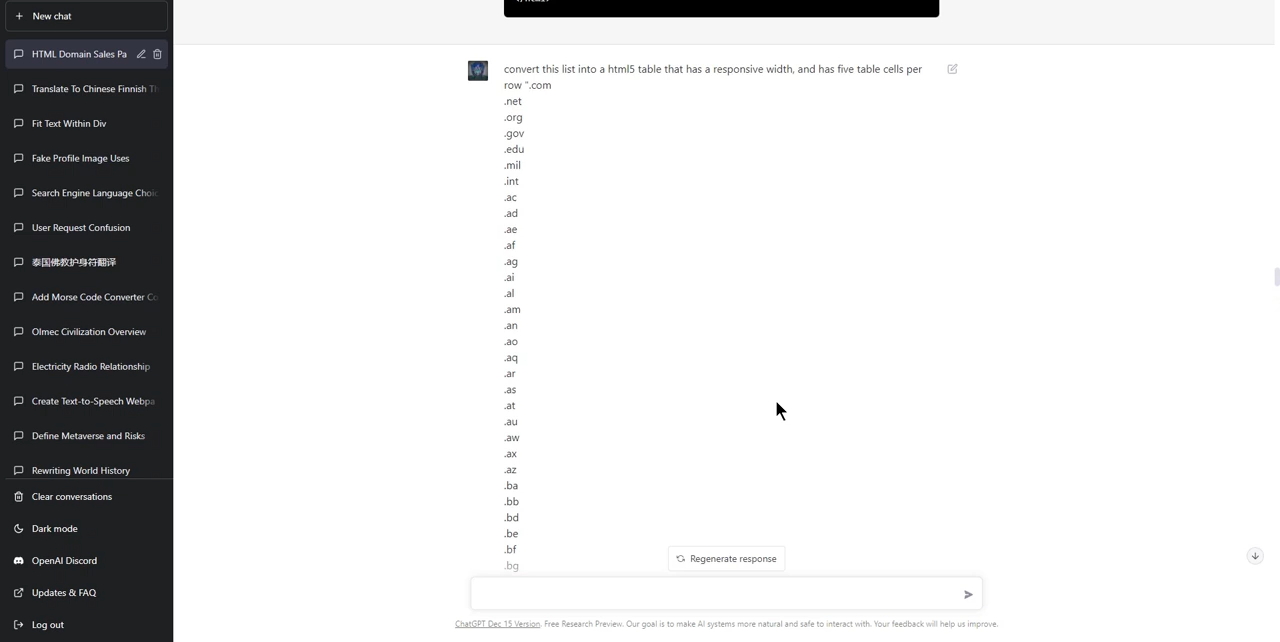 New chat
HTML Domain Sales Pa
Translate To Chinese Finnish Th
Fit Text Within Div
Fake Profile Image Uses
Search Engine Language Choic
User Request Confusion
泰国佛教护身符翻译
Add Morse Code Converter Co
Olmec Civilization Overview
Electricity Radio Relationship
Create Text-to-Speech Webpa
Define Metaverse and Risks
Rewriting World History
Clear conversations
Dark mode
OpenAI Discord
Updates & FAQ
Log out
convert this list into a html5 table that has a responsive width, and has five table cells per
row ".com
.net
.org
.gov
.edu
.mil
.int
.ac
.ad
.ae
.af
.ag
.ai
.al
.am
.an
.ao
.aq
.ar
.as
.at
.au
.aw
.ax
.az
.ba
.bb
.bd
.be
.bf
.bg
Regenerate response
ChatGPT Dec 15 Version. Free Research Preview. Our goal is to make AI systems more natural and safe to interact with. Your feedback will help us improve.